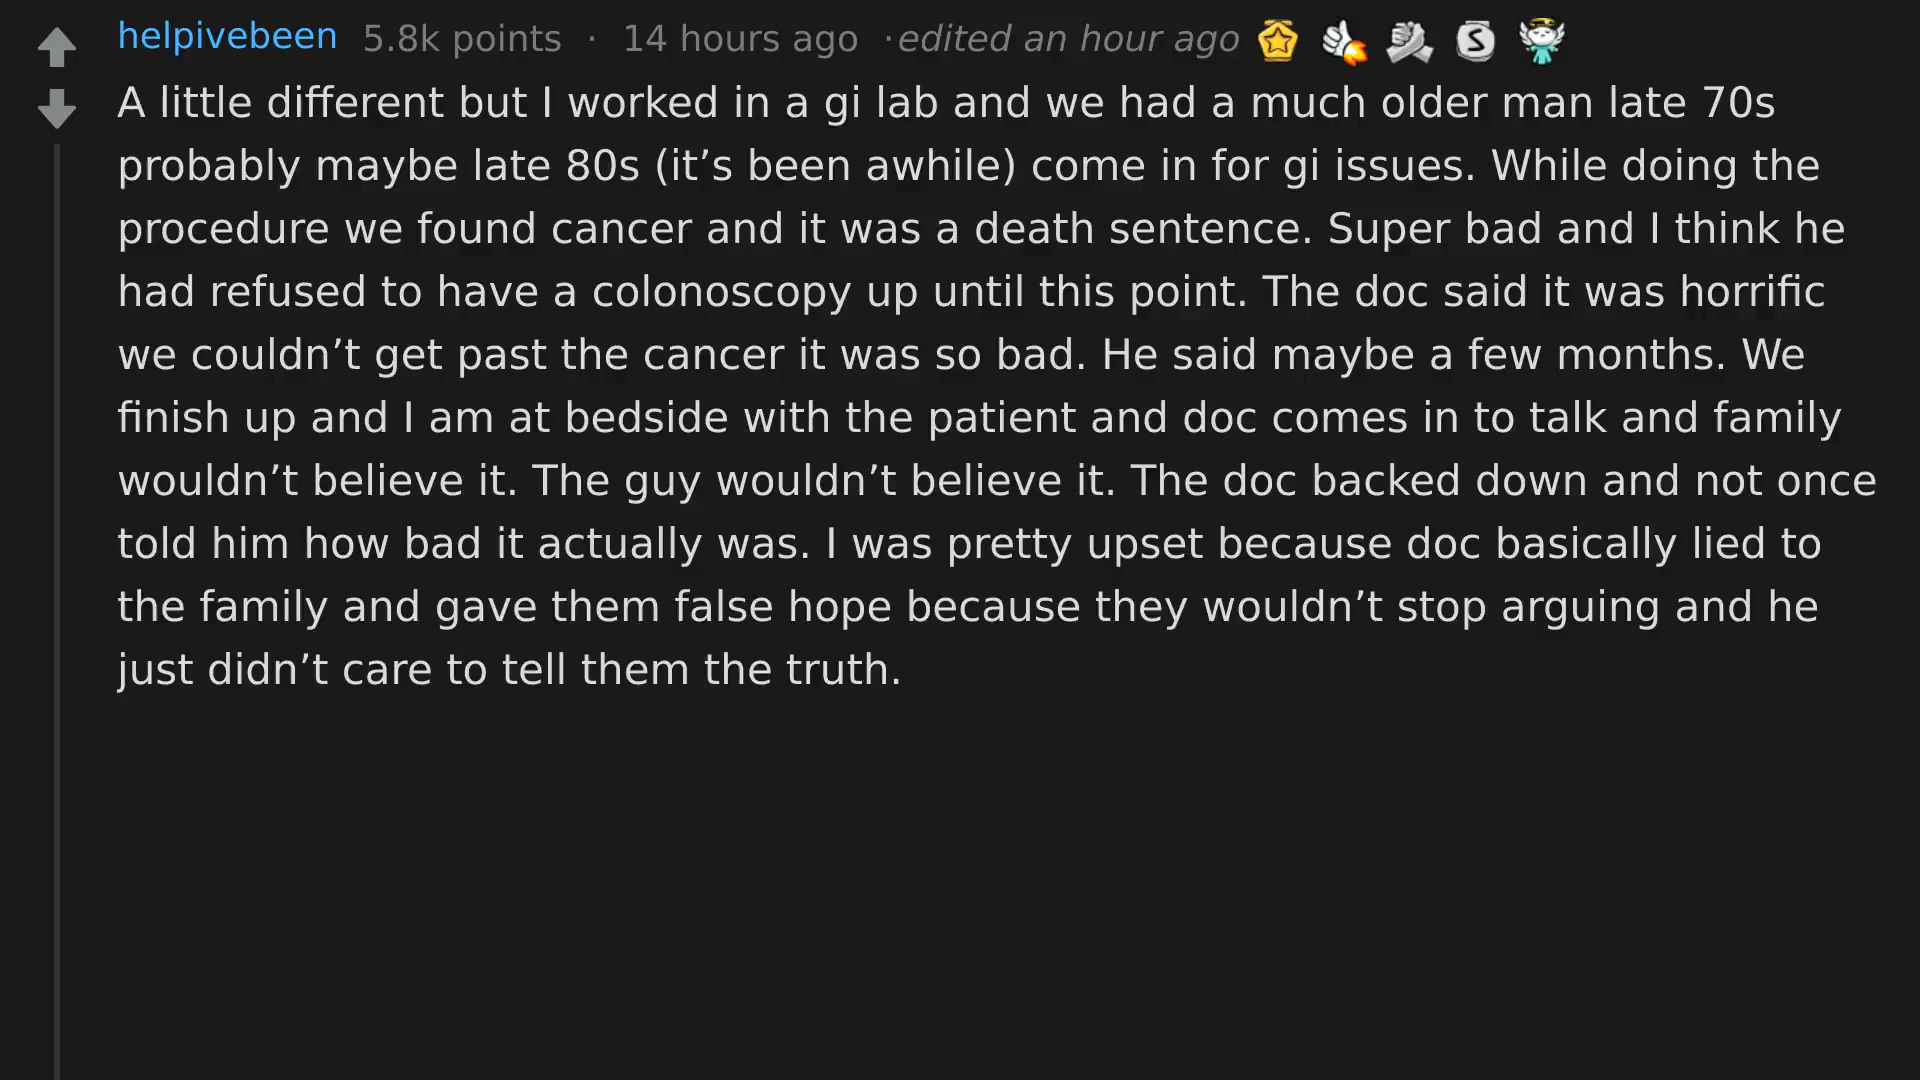 helpivebeen 5.8k points · 14 hours ago ·edited an hour ago
A little different but I worked in a gi lab and we had a much older man late 70s
probably maybe late 80s (it’s been awhile) come in for gi issues. While doing the
procedure we found cancer and it was a death sentence. Super bad and I think he
had refused to have a colonoscopy up until this point. The doc said it was horrific
we couldn’t get past the cancer it was so bad. He said maybe a few months. We
finish up and I am at bedside with the patient and doc comes in to talk and family
wouldn’t believe it. The guy wouldn’t believe it. The doc backed down and not once
told him how bad it actually was. I was pretty upset because doc basically lied to
the family and gave them false hope because they wouldn’t stop arguing and he
just didn’t care to tell them the truth.